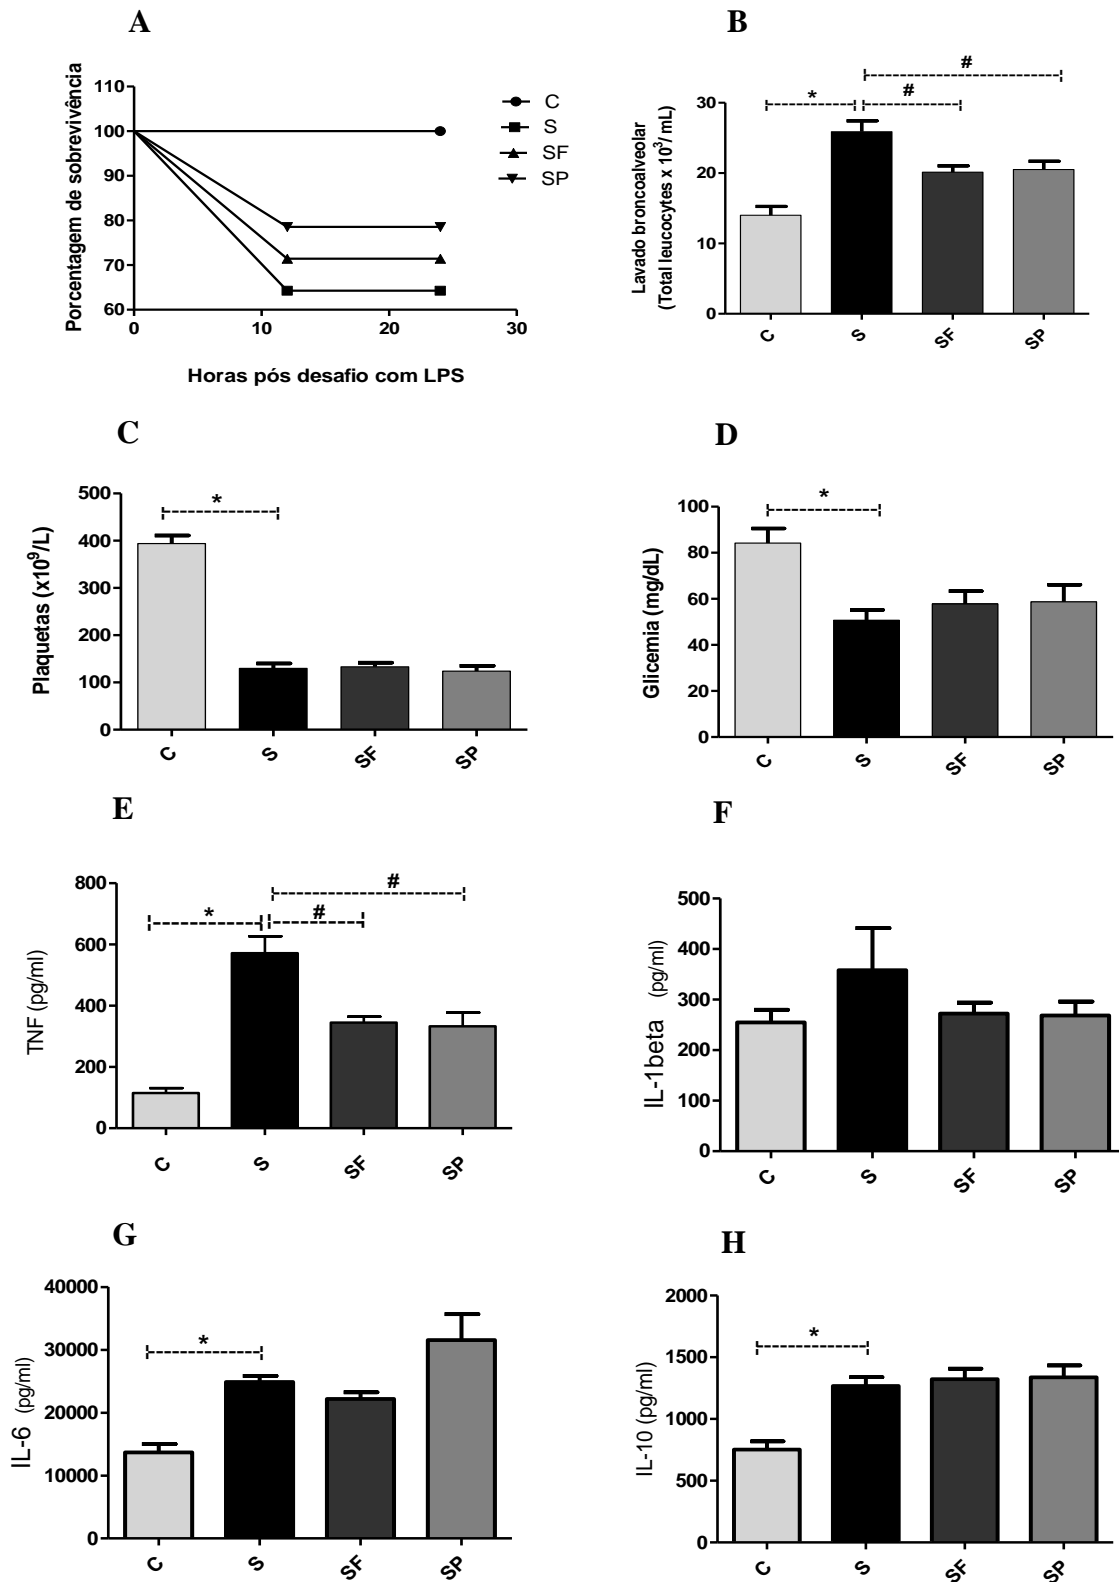 A
Porcentagem de sobrevivência
110
100
90
80
70
60
0
10
20
30
Horas pós desafio com LPS
C
S
SF
SP
B
Lavado broncoalveolar
(Total leucocytes x 10³/ mL)
30
20
10
0
*
#
#
C
S
SF
SP
C
Plaquetas (x10⁹/L)
500
400
300
200
100
0
*
C
S
SF
SP
D
Glicemia (mg/dL)
100
80
60
40
20
0
*
C
S
SF
SP
E
TNF (pg/ml)
800
600
400
200
0
*
#
#
C
S
SF
SP
F
IL-1beta (pg/ml)
500
400
300
200
100
0
C
S
SF
SP
G
IL-6 (pg/ml)
40000
30000
20000
10000
0
*
C
S
SF
SP
H
IL-10 (pg/ml)
2000
1500
1000
500
0
*
C
S
SF
SP